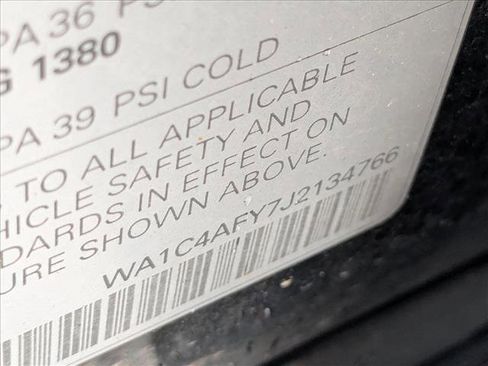 PA 36 PS
G 1380
PA 39 PSI COLD
TO ALL APPLICABLE
HICLE SAFETY AND
DARDS IN EFFECT ON
URE SHOWN ABOVE.
WA1C4AFY7J2134766